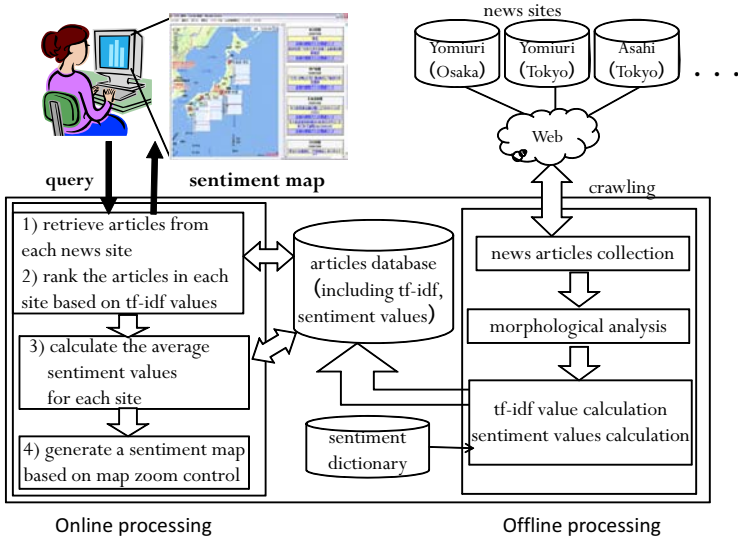 news sites
Yomiuri
(Osaka)
Yomiuri
(Tokyo)
Asahi
(Tokyo)
. . .
Web
query
sentiment map
crawling
1) retrieve articles from
each news site
2) rank the articles in each
site based on tf-idf values
3) calculate the average
sentiment values
for each site
4) generate a sentiment map
based on map zoom control
articles database
(including tf-idf,
sentiment values)
sentiment
dictionary
news articles collection
morphological analysis
tf-idf value calculation
sentiment values calculation
Online processing
Offline processing